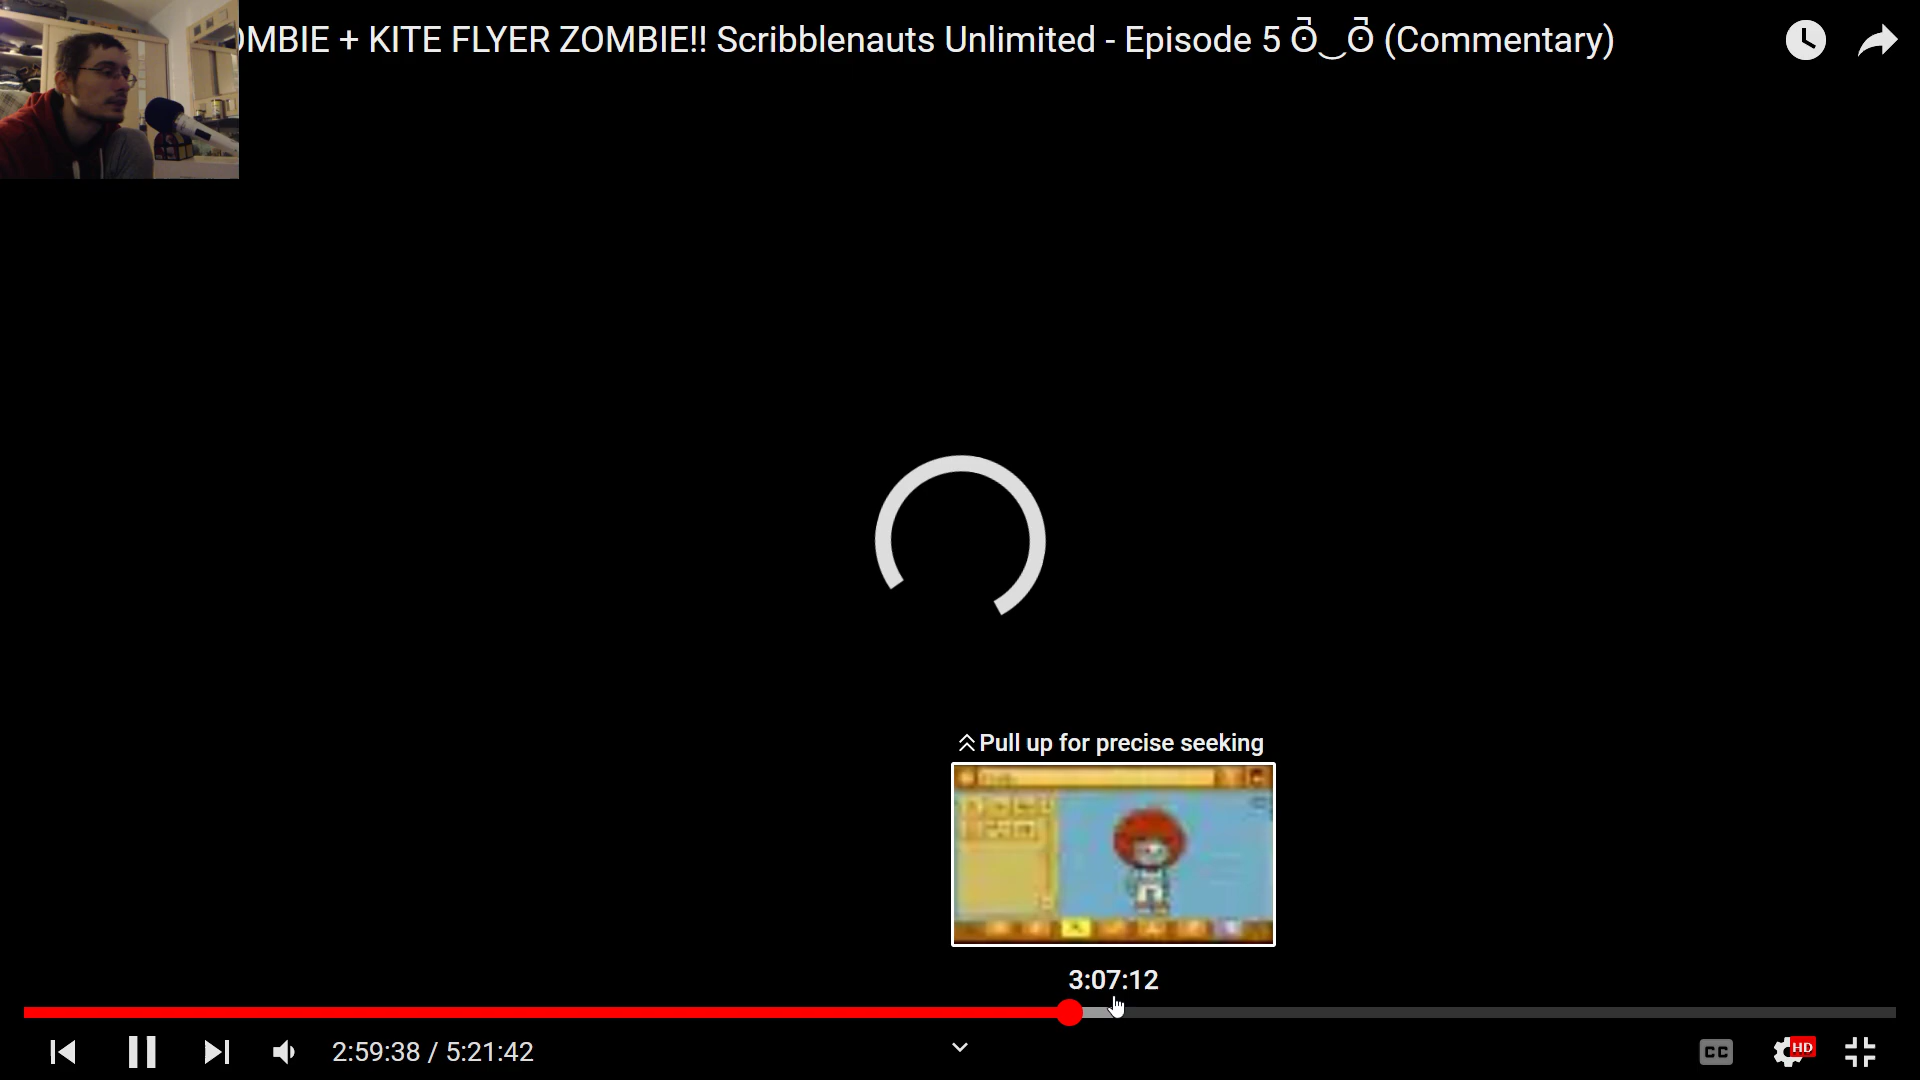 MBIE + KITE FLYER ZOMBIE!! Scribblenauts Unlimited - Episode 5 Ō͡‿Ō (Commentary)
Pull up for precise seeking
3:07:12
2:59:38 / 5:21:42
CC
HD